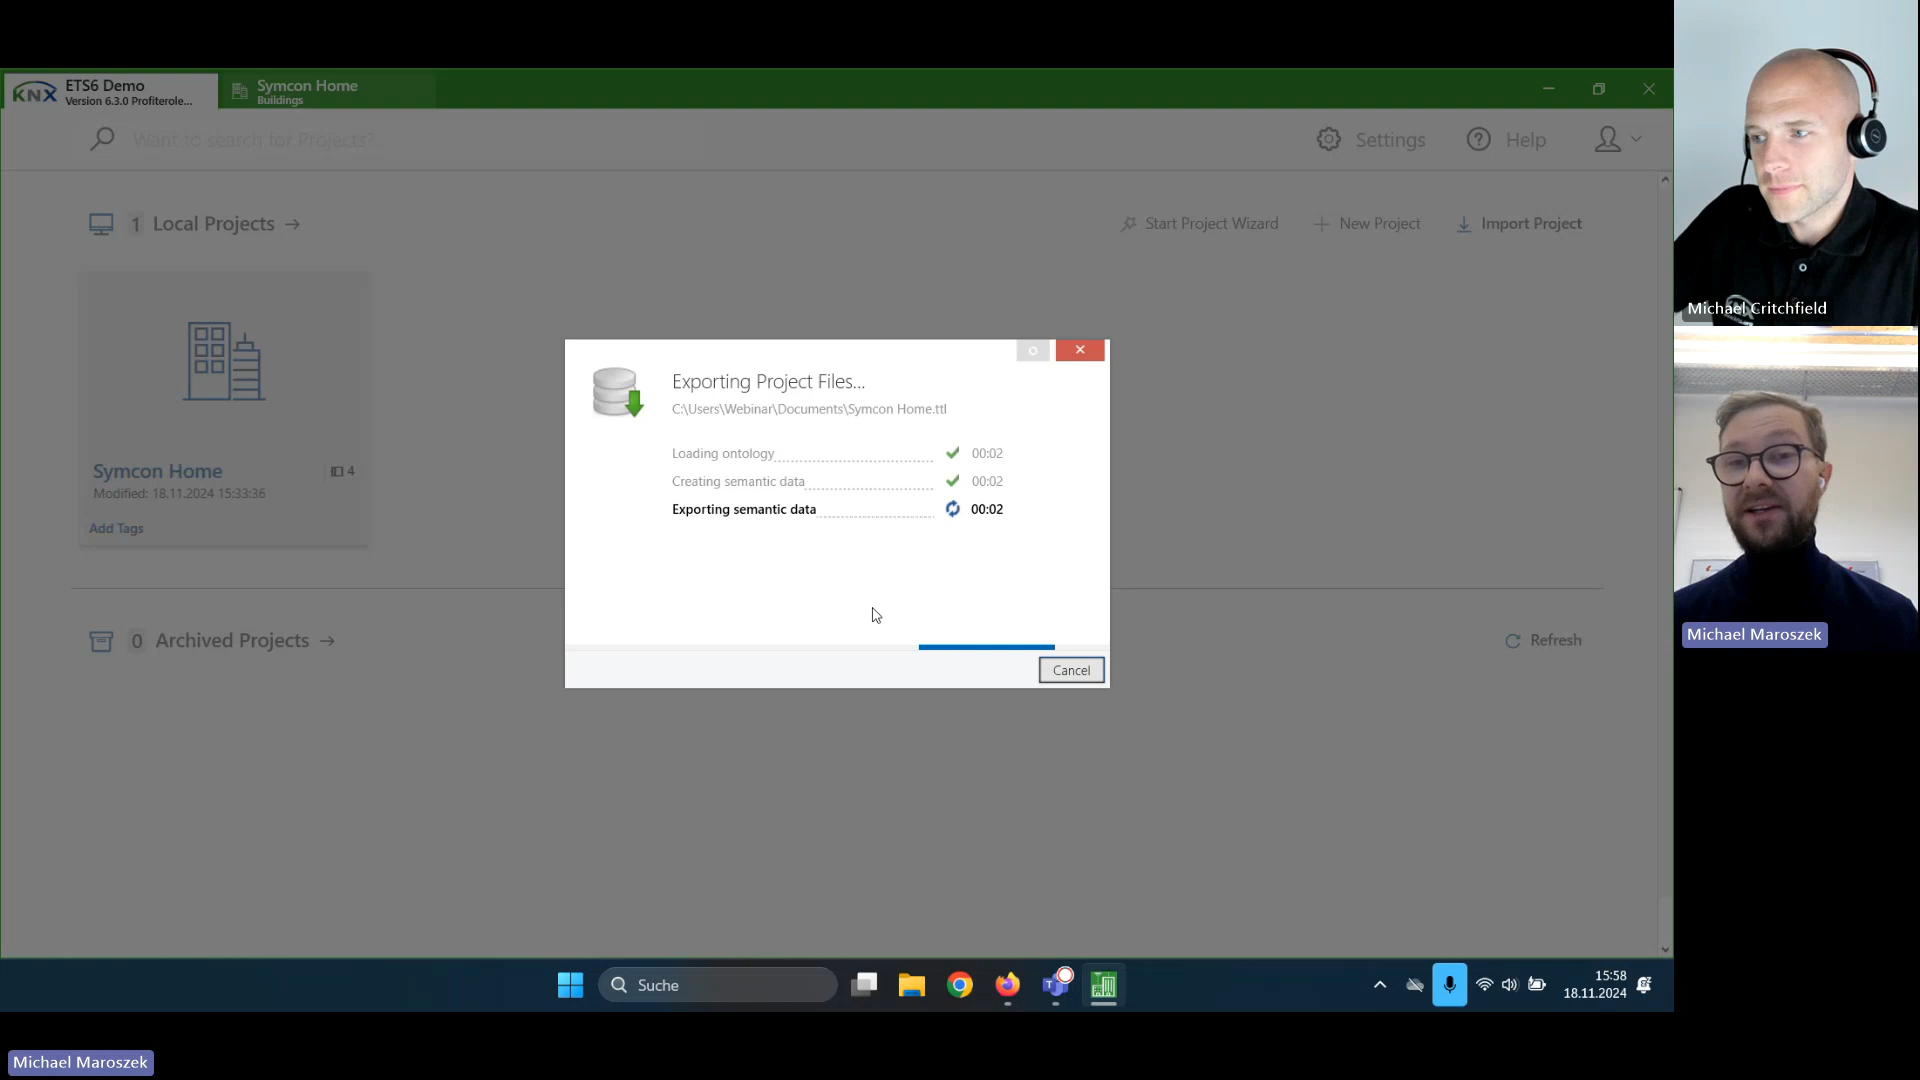 KNX
ETS6 Demo
Version 6.3.0 Profiterole...
Symcon Home
Buildings
Want to search for Projects?
Settings
Help
1 Local Projects
Start Project Wizard
New Project
Import Project
Symcon Home
4
Modified: 18.11.2024 15:33:36
Add Tags
Exporting Project Files...
C:\Users\Webinar\Documents\Symcon Home.ttl
Loading ontology 00:02
Creating semantic data 00:02
Exporting semantic data 00:02
Cancel
0 Archived Projects
Refresh
Suche
15:58
18.11.2024
Michael Critchfield
Michael Maroszek
Michael Maroszek